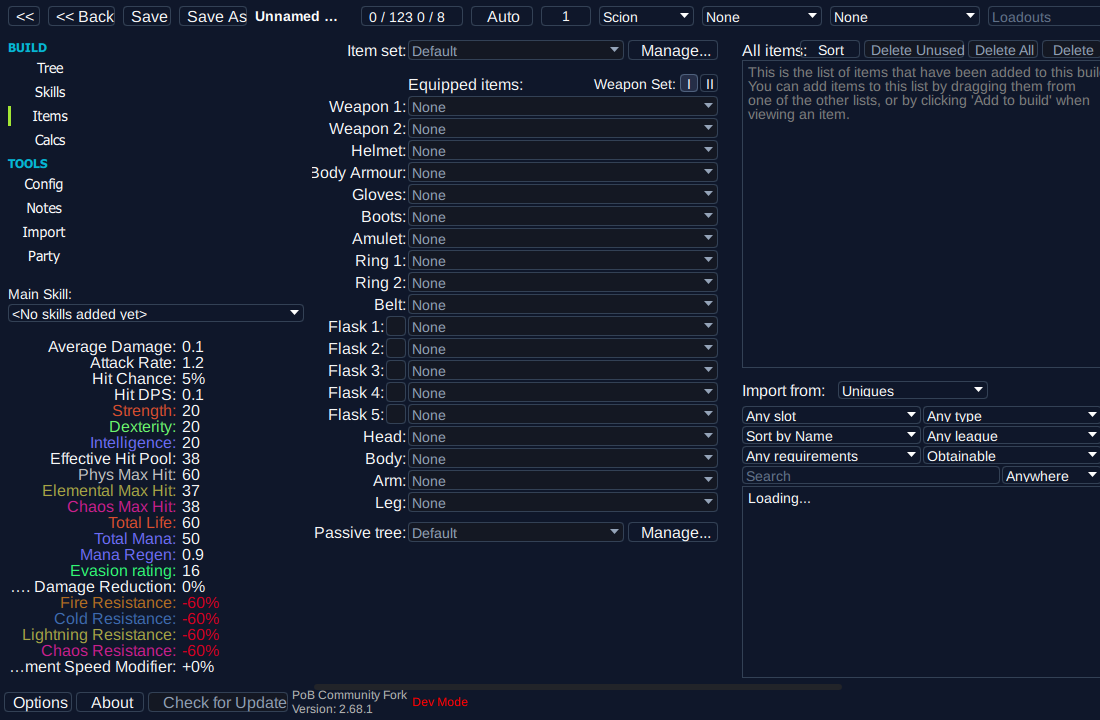 << << Back Save Save As Unnamed ... 0 / 123 0 / 8 Auto 1 Scion None None Loadouts
BUILD
Tree
Skills
Items
Calcs
TOOLS
Config
Notes
Import
Party
Main Skill:
<No skills added yet>
Average Damage: 0.1
Attack Rate: 1.2
Hit Chance: 5%
Hit DPS: 0.1
Strength: 20
Dexterity: 20
Intelligence: 20
Effective Hit Pool: 38
Phys Max Hit: 60
Elemental Max Hit: 37
Chaos Max Hit: 38
Total Life: 60
Total Mana: 50
Mana Regen: 0.9
Evasion rating: 16
.... Damage Reduction: 0%
Fire Resistance: -60%
Cold Resistance: -60%
Lightning Resistance: -60%
Chaos Resistance: -60%
...ment Speed Modifier: +0%
Item set: Default Manage...
Equipped items: Weapon Set: I II
Weapon 1: None
Weapon 2: None
Helmet: None
Body Armour: None
Gloves: None
Boots: None
Amulet: None
Ring 1: None
Ring 2: None
Belt: None
Flask 1: None
Flask 2: None
Flask 3: None
Flask 4: None
Flask 5: None
Head: None
Body: None
Arm: None
Leg: None
Passive tree: Default Manage...
All items: Sort Delete Unused Delete All Delete
This is the list of items that have been added to this buil
You can add items to this list by dragging them from
one of the other lists, or by clicking 'Add to build' when
viewing an item.
Import from: Uniques
Any slot Any type
Sort by Name Any league
Any requirements Obtainable
Search Anywhere
Loading...
Options About Check for Update
PoB Community Fork
Version: 2.68.1
Dev Mode